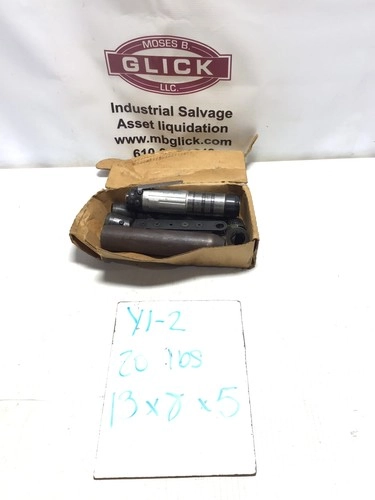 MOSES B.
GLICK
LLC.
Industrial Salvage
Asset liquidation
www.mbglick.com
Y1-2
20 lbs
13 x 8 x 5